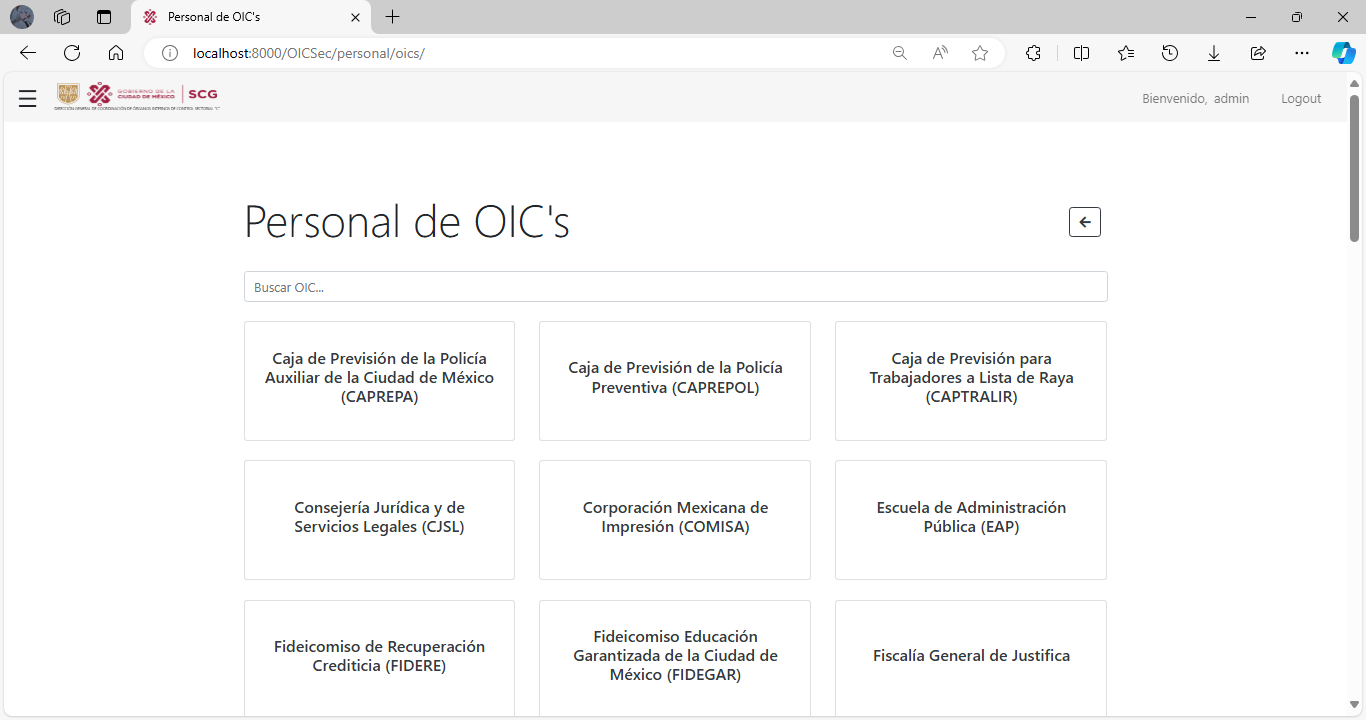 Personal de OIC's
localhost:8000/OICSec/personal/oics/
GOBIERNO DE LA
CIUDAD DE MÉXICO
SCG
DIRECCIÓN GENERAL DE COORDINACIÓN DE ÓRGANOS INTERNOS DE CONTROL SECTORIAL "C"
Bienvenido, admin
Logout
Personal de OIC's
Buscar OIC...
Caja de Previsión de la Policía
Auxiliar de la Ciudad de México
(CAPREPA)
Caja de Previsión de la Policía
Preventiva (CAPREPOL)
Caja de Previsión para
Trabajadores a Lista de Raya
(CAPTRALIR)
Consejería Jurídica y de
Servicios Legales (CJSL)
Corporación Mexicana de
Impresión (COMISA)
Escuela de Administración
Pública (EAP)
Fideicomiso de Recuperación
Crediticia (FIDERE)
Fideicomiso Educación
Garantizada de la Ciudad de
México (FIDEGAR)
Fiscalía General de Justifica